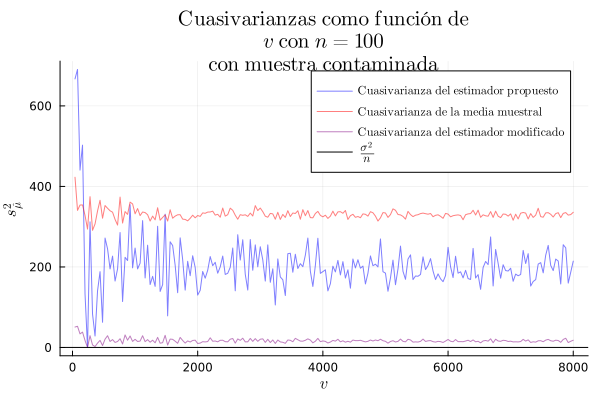 Cuasivarianzas como función de
v con n = 100
con muestra contaminada
Cuasivarianza del estimador propuesto
Cuasivarianza de la media muestral
Cuasivarianza del estimador modificado
σ²/n
s²_μ
600
400
200
0
0 2000 4000 6000 8000
v